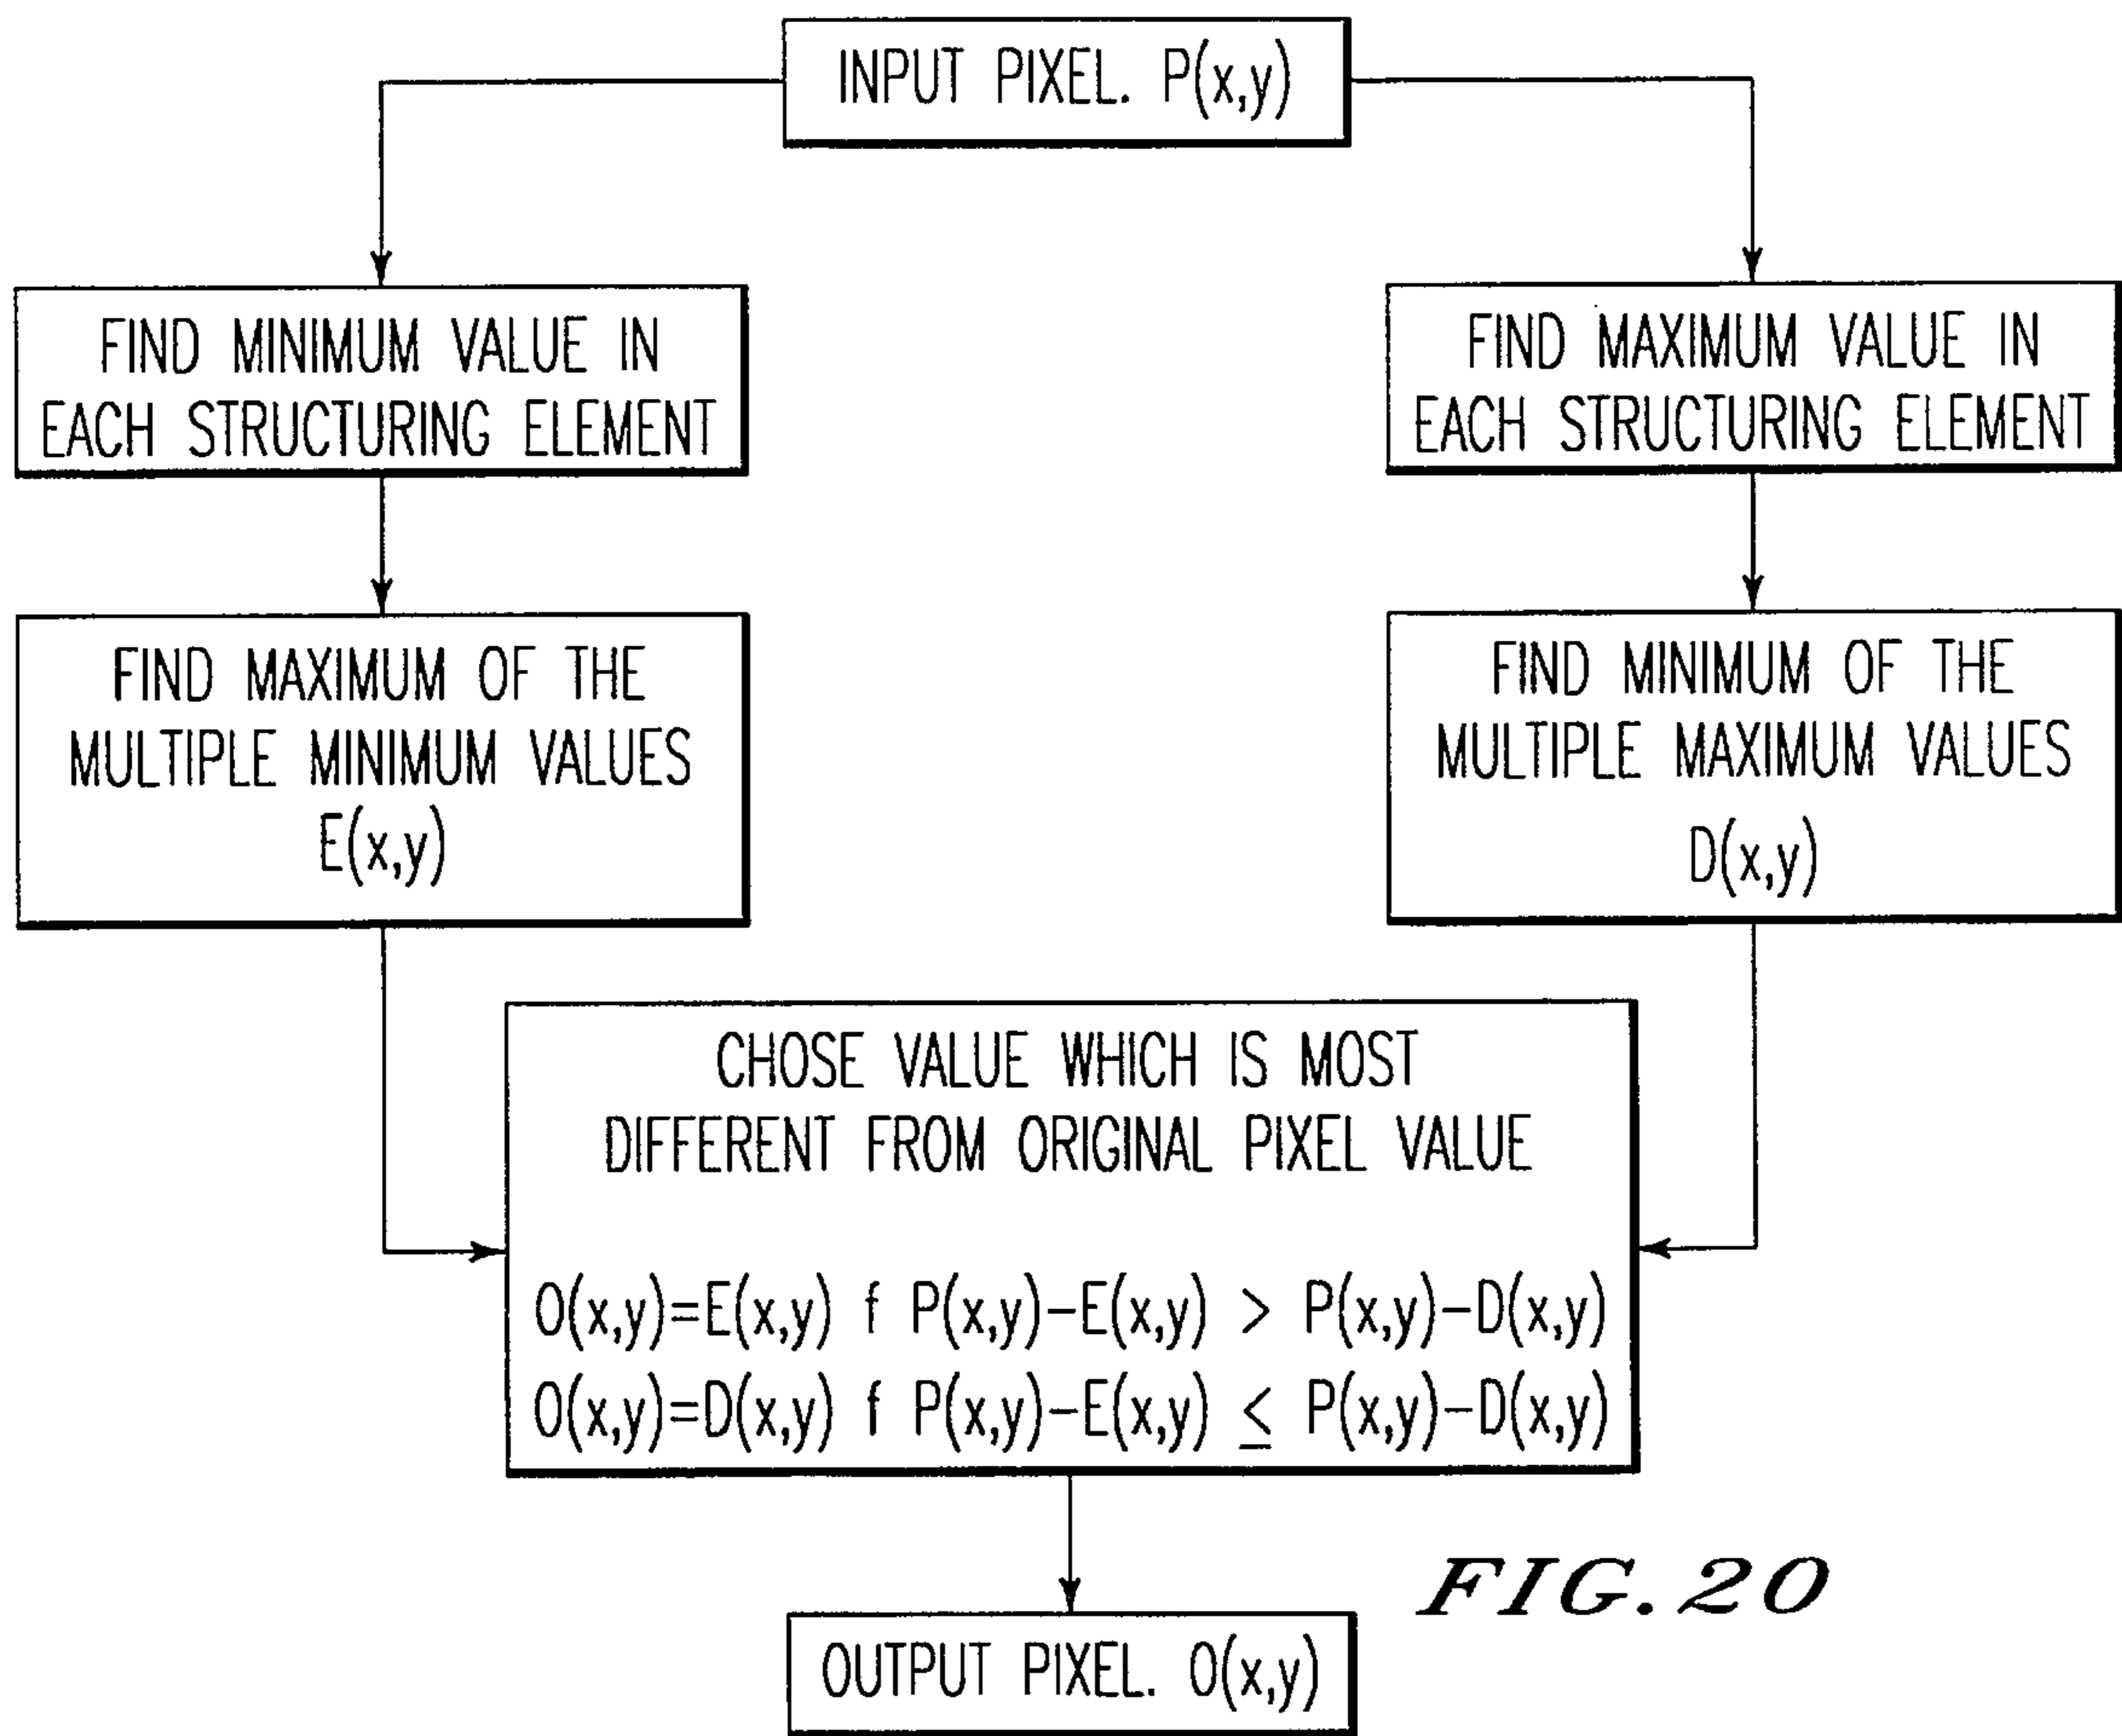 INPUT PIXEL. P(x,y)
FIND MINIMUM VALUE IN
EACH STRUCTURING ELEMENT
FIND MAXIMUM VALUE IN
EACH STRUCTURING ELEMENT
FIND MAXIMUM OF THE
MULTIPLE MINIMUM VALUES
E(x,y)
FIND MINIMUM OF THE
MULTIPLE MAXIMUM VALUES
D(x,y)
CHOSE VALUE WHICH IS MOST
DIFFERENT FROM ORIGINAL PIXEL VALUE
O(x,y)=E(x,y) f P(x,y)−E(x,y) > P(x,y)−D(x,y)
O(x,y)=D(x,y) f P(x,y)−E(x,y) ≤ P(x,y)−D(x,y)
FIG. 20
OUTPUT PIXEL. O(x,y)